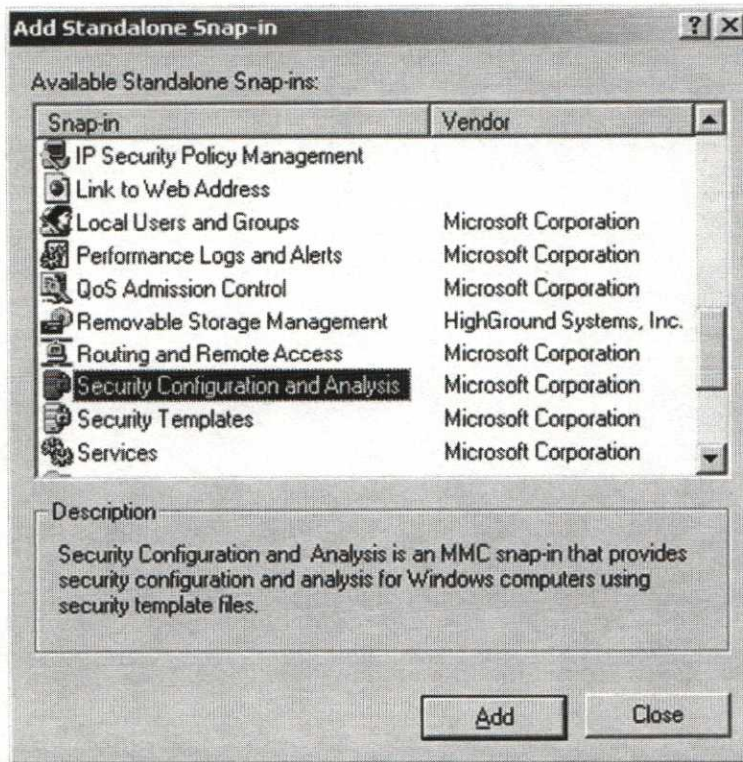 Add Standalone Snap-in
Available Standalone Snap-ins:
Snap-in Vendor
IP Security Policy Management
Link to Web Address
Local Users and Groups Microsoft Corporation
Performance Logs and Alerts Microsoft Corporation
QoS Admission Control Microsoft Corporation
Removable Storage Management HighGround Systems, Inc.
Routing and Remote Access Microsoft Corporation
Security Configuration and Analysis Microsoft Corporation
Security Templates Microsoft Corporation
Services Microsoft Corporation
Description
Security Configuration and Analysis is an MMC snap-in that provides
security configuration and analysis for Windows computers using
security template files.
Add Close